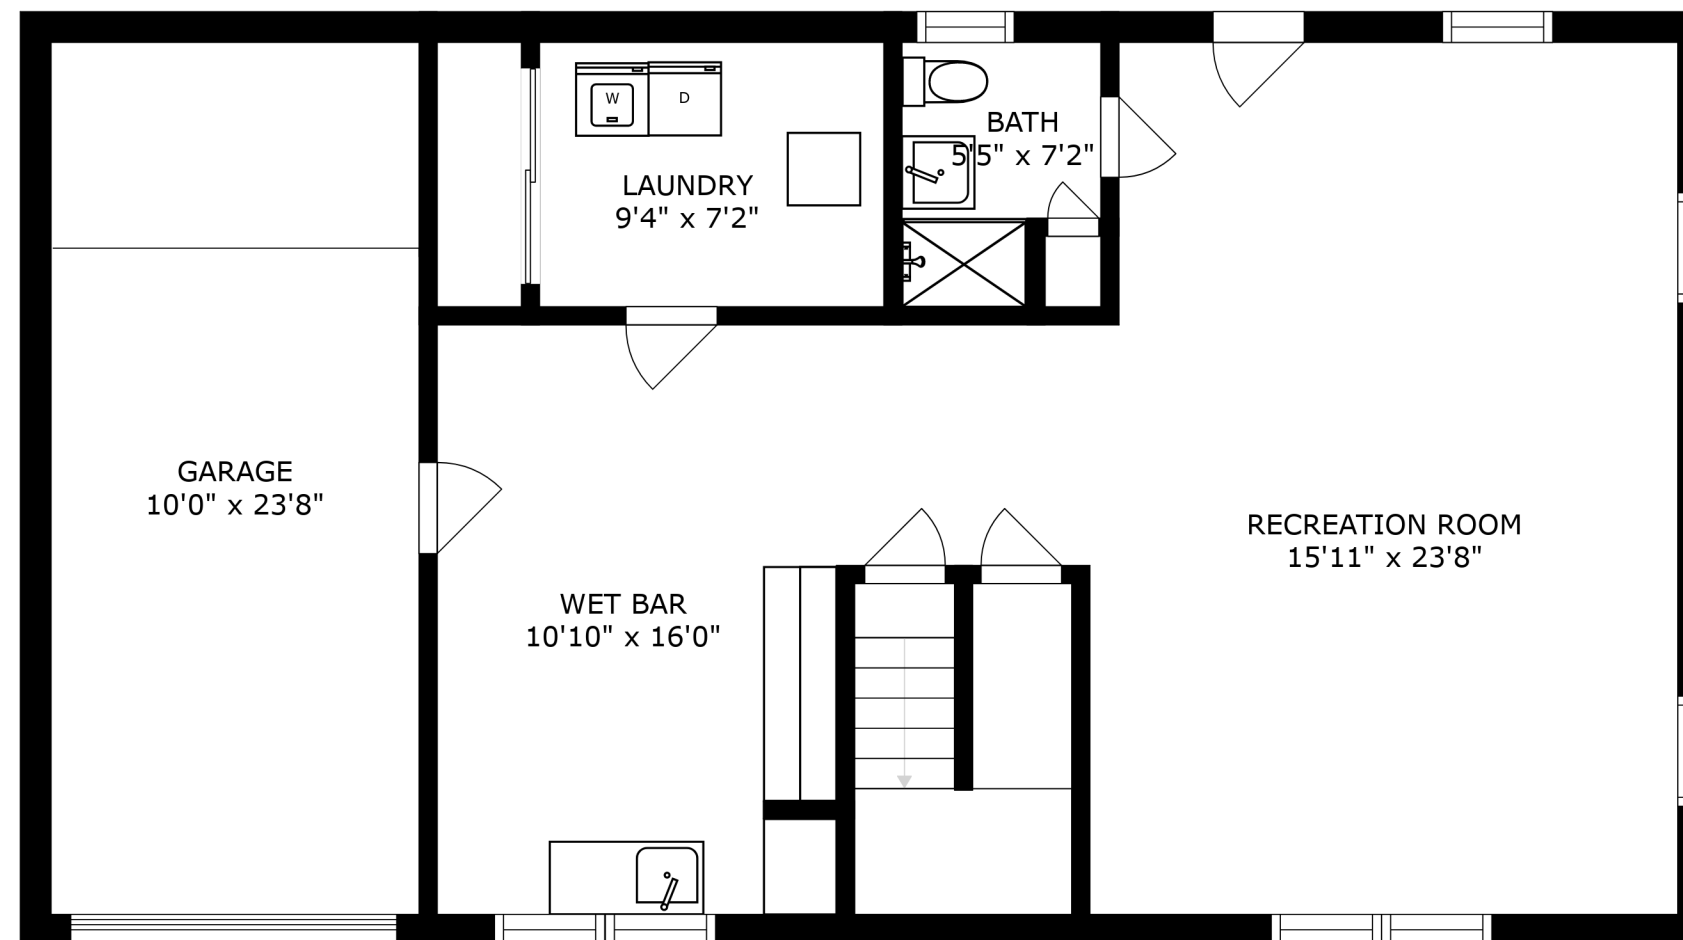 W
D
LAUNDRY
9'4" x 7'2"
BATH
5'5" x 7'2"
GARAGE
10'0" x 23'8"
WET BAR
10'10" x 16'0"
RECREATION ROOM
15'11" x 23'8"